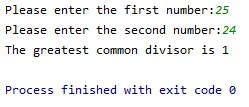 Please enter the first number:25
Please enter the second number:24
The greatest common divisor is 1
Process finished with exit code 0